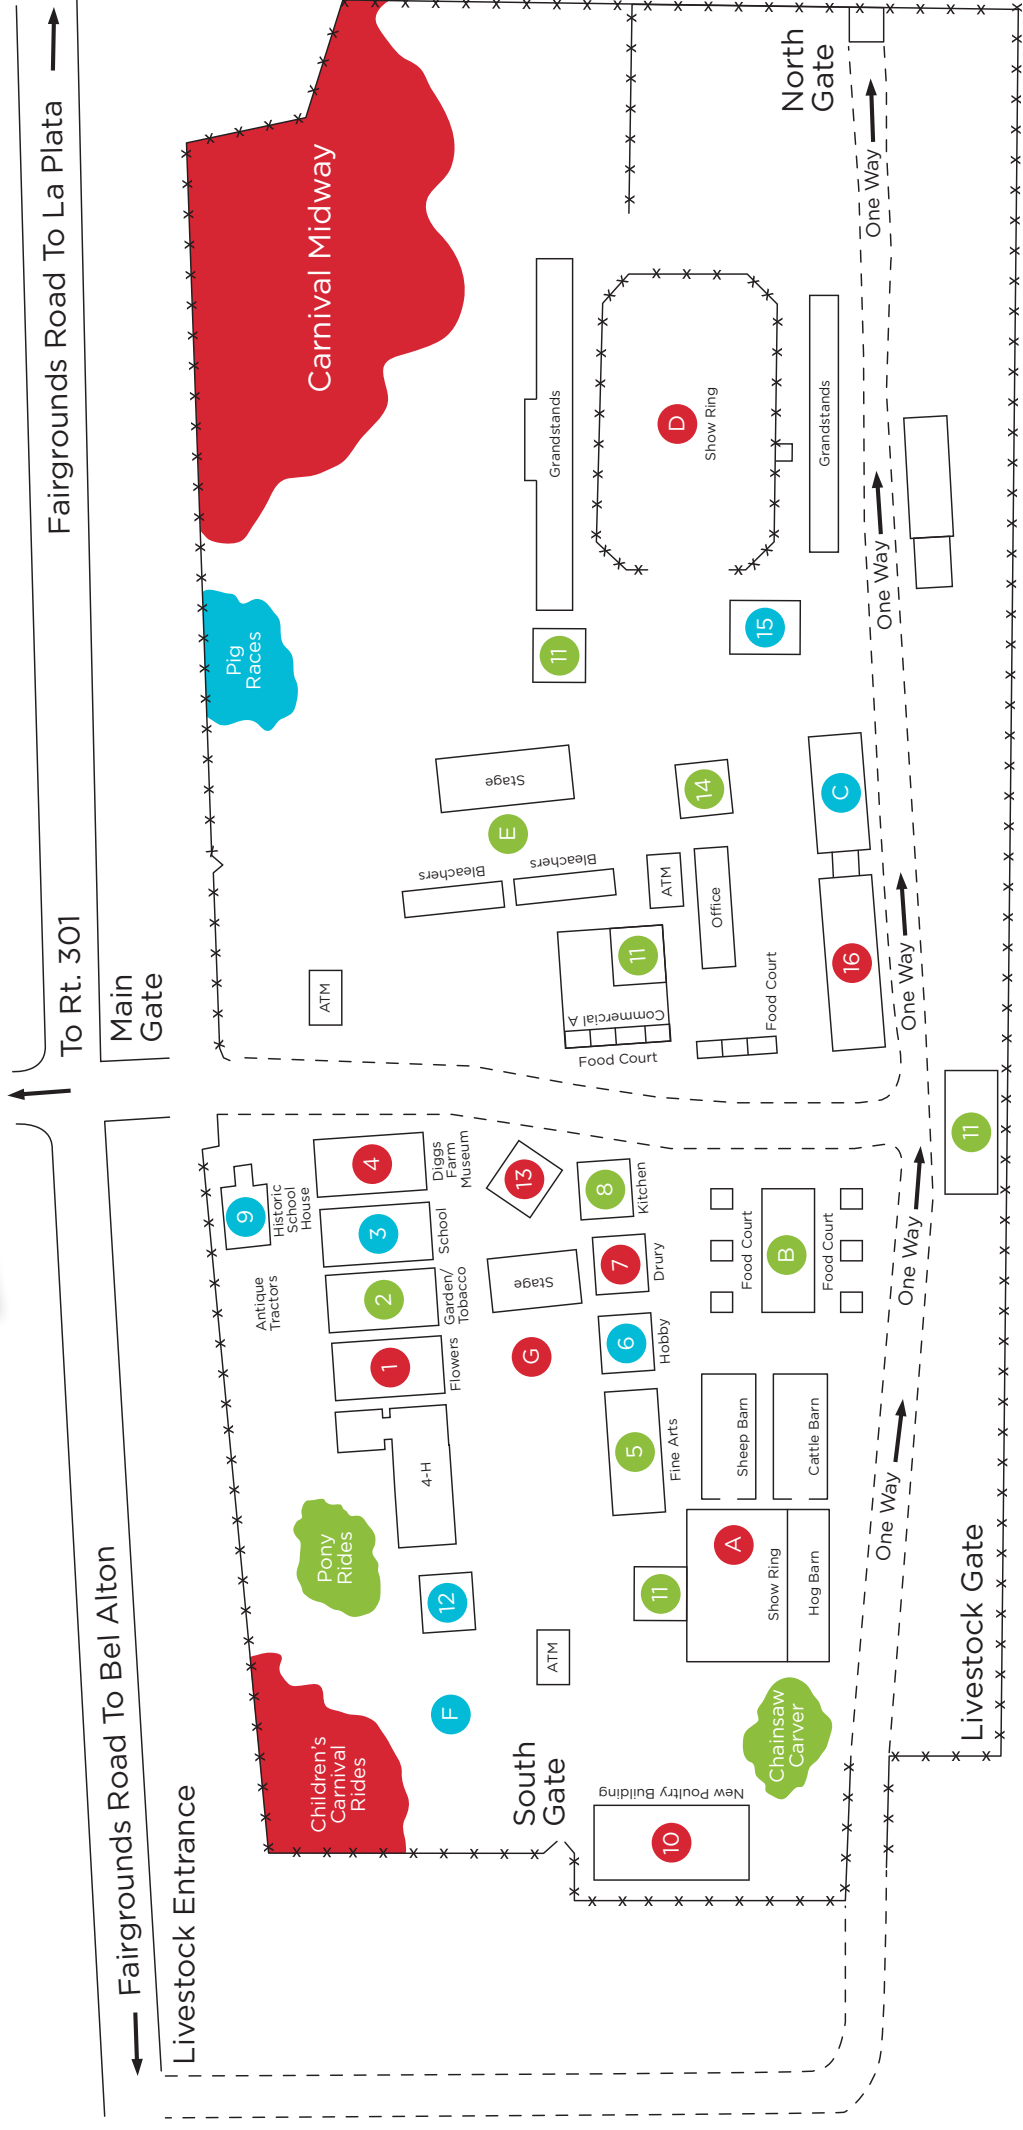 Fairgrounds Road To La Plata
To Rt. 301
Main
Gate
Fairgrounds Road To Bel Alton
Livestock Entrance
Carnival Midway
Pig
Races
North
Gate
One Way
Grandstands
D
Show Ring
Grandstands
One Way
11
15
Stage
E
14
C
Bleachers
Bleachers
ATM
Office
ATM
11
Commercial A
Food Court
Food Court
16
One Way
11
9
Historic
School
House
4
Diggs
Farm
Museum
3
School
2
Garden/
Tobacco
1
Flowers
Antique
Tractors
4-H
13
8
Kitchen
Stage
7
Drury
G
6
Hobby
5
Fine Arts
Food Court
B
Food Court
One Way
Sheep Barn
Cattle Barn
One Way
Pony
Rides
12
11
A
Show Ring
Hog Barn
ATM
F
Children's
Carnival
Rides
South
Gate
New Poultry Building
10
Chainsaw
Carver
Livestock Gate